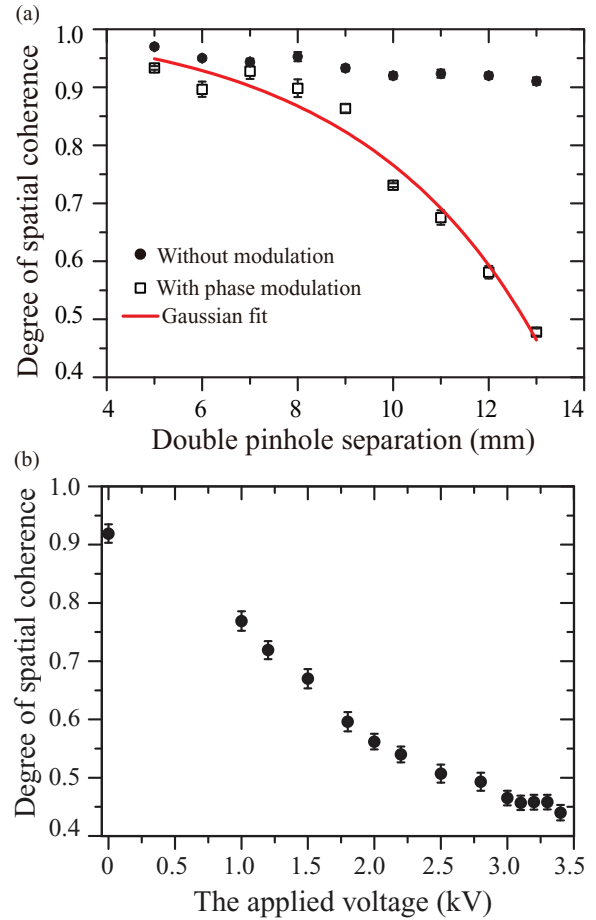 (a)
1.0
0.9
0.8
0.7
0.6
0.5
0.4
Degree of spatial coherence
Without modulation
With phase modulation
Gaussian fit
4 6 8 10 12 14
Double pinhole separation (mm)
(b)
1.0
0.9
0.8
0.7
0.6
0.5
0.4
Degree of spatial coherence
0 0.5 1.0 1.5 2.0 2.5 3.0 3.5
The applied voltage (kV)